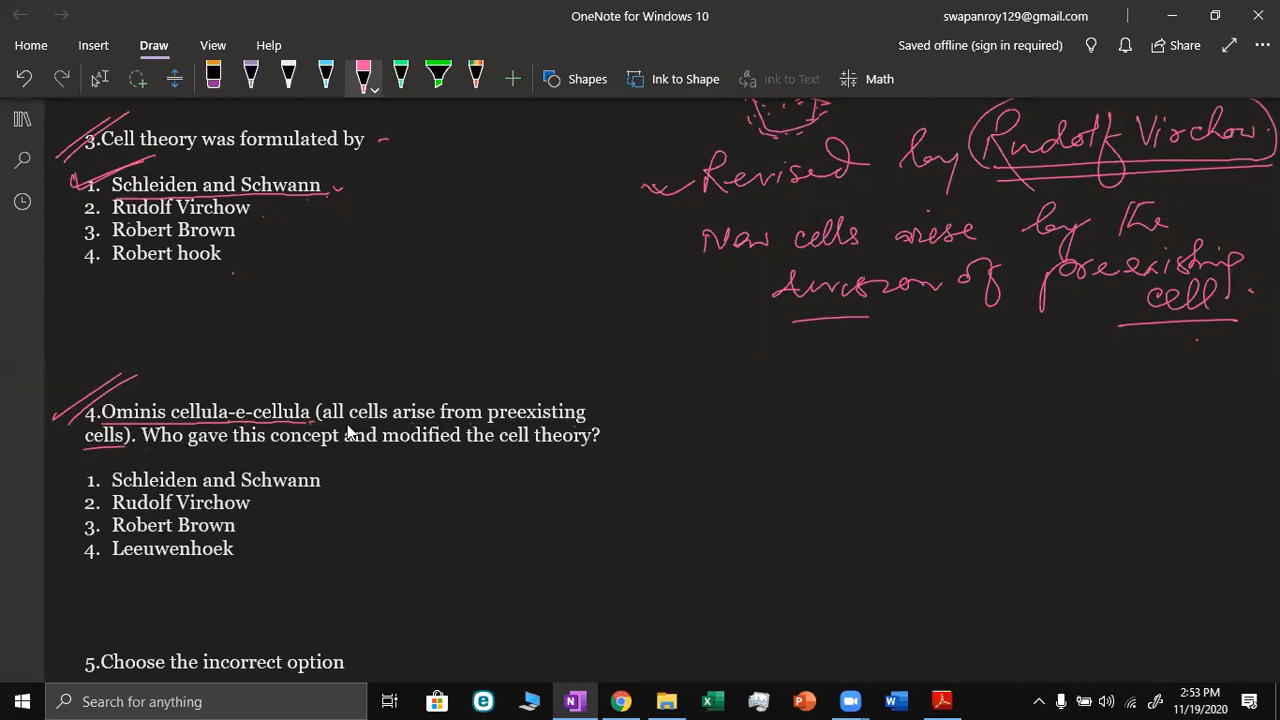 OneNote for Windows 10
swapanroy129@gmail.com
Home Insert Draw View Help
Saved offline (sign in required)
Share
Shapes
Ink to Shape
Ink to Text
Math
3.Cell theory was formulated by
1. Schleiden and Schwann
2. Rudolf Virchow
3. Robert Brown
4. Robert hook
Revised by Rudolf Virchow.
New cells arise by the
division of preexisting
cell.
4.Ominis cellula-e-cellula (all cells arise from preexisting
cells). Who gave this concept and modified the cell theory?
1. Schleiden and Schwann
2. Rudolf Virchow
3. Robert Brown
4. Leeuwenhoek
5.Choose the incorrect option
Search for anything
2:53 PM
11/19/2020